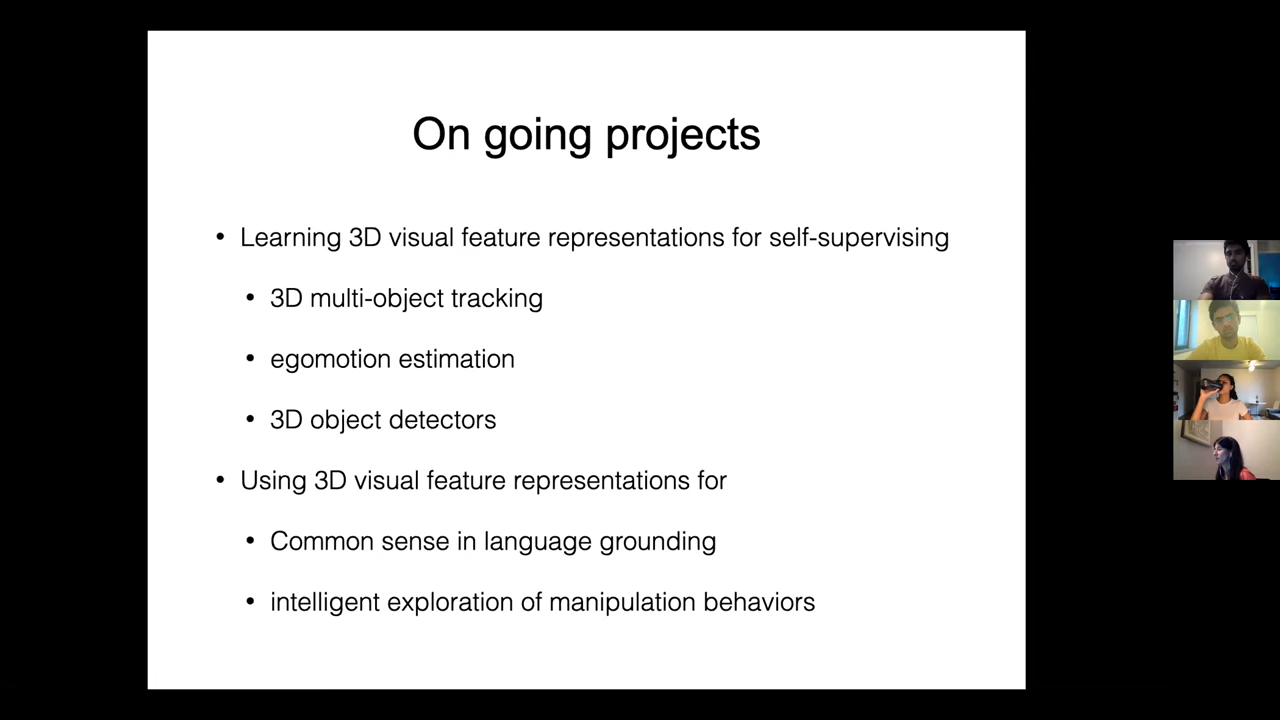 On going projects
• Learning 3D visual feature representations for self-supervising
• 3D multi-object tracking
• egomotion estimation
• 3D object detectors
• Using 3D visual feature representations for
• Common sense in language grounding
• intelligent exploration of manipulation behaviors